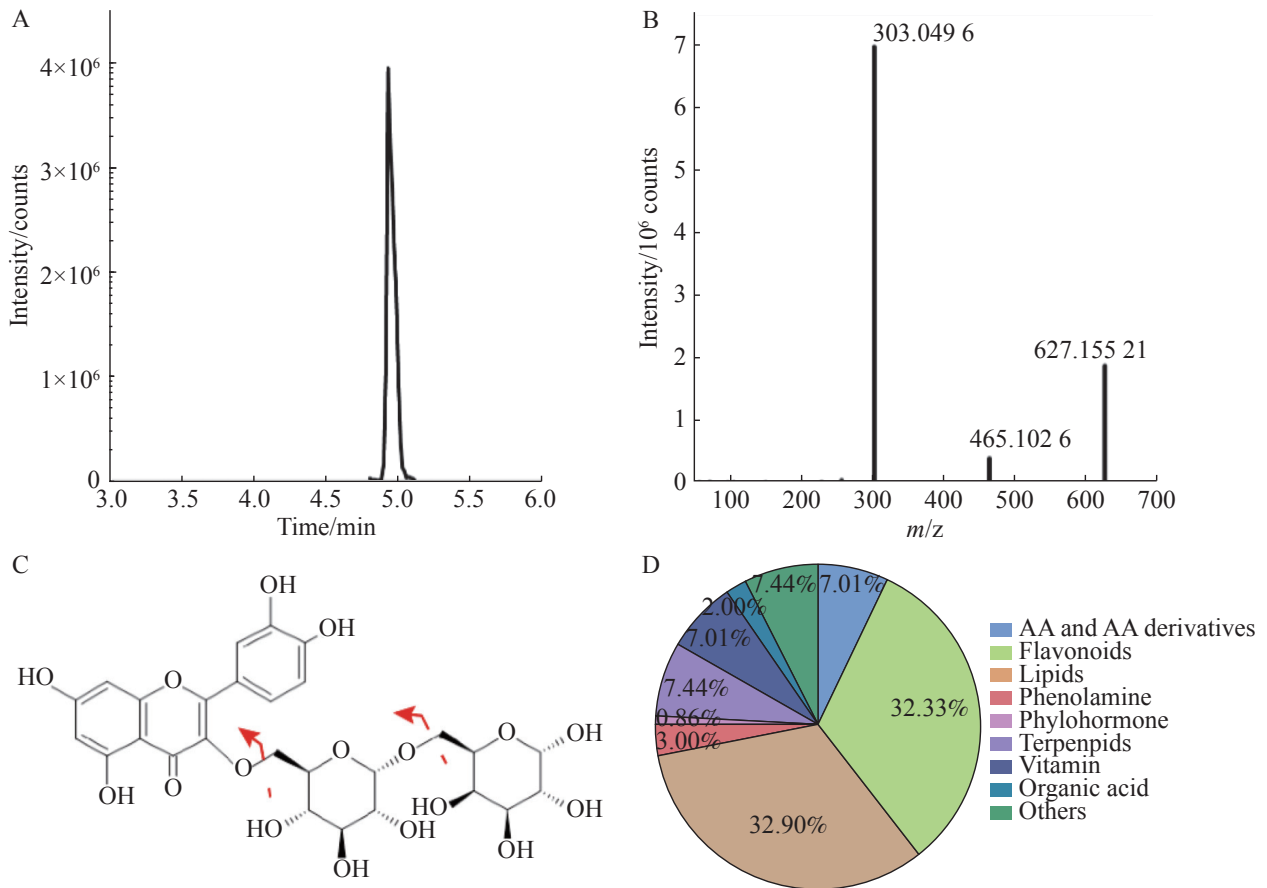 A
Intensity/counts
4×10⁶
3×10⁶
2×10⁶
1×10⁶
0
3.0 3.5 4.0 4.5 5.0 5.5 6.0
Time/min
B
Intensity/10⁶ counts
7
6
5
4
3
2
1
0
303.049 6
627.155 21
465.102 6
100 200 300 400 500 600 700
m/z
C
OH
OH
HO
O
OH
O
O
O
O
O
OH
HO
OH
OH
HO
OH
OH
OH
D
7.44%
7.01%
2.00%
7.01%
7.44%
0.86%
3.00%
32.33%
32.90%
AA and AA derivatives
Flavonoids
Lipids
Phenolamine
Phylohormone
Terpenpids
Vitamin
Organic acid
Others